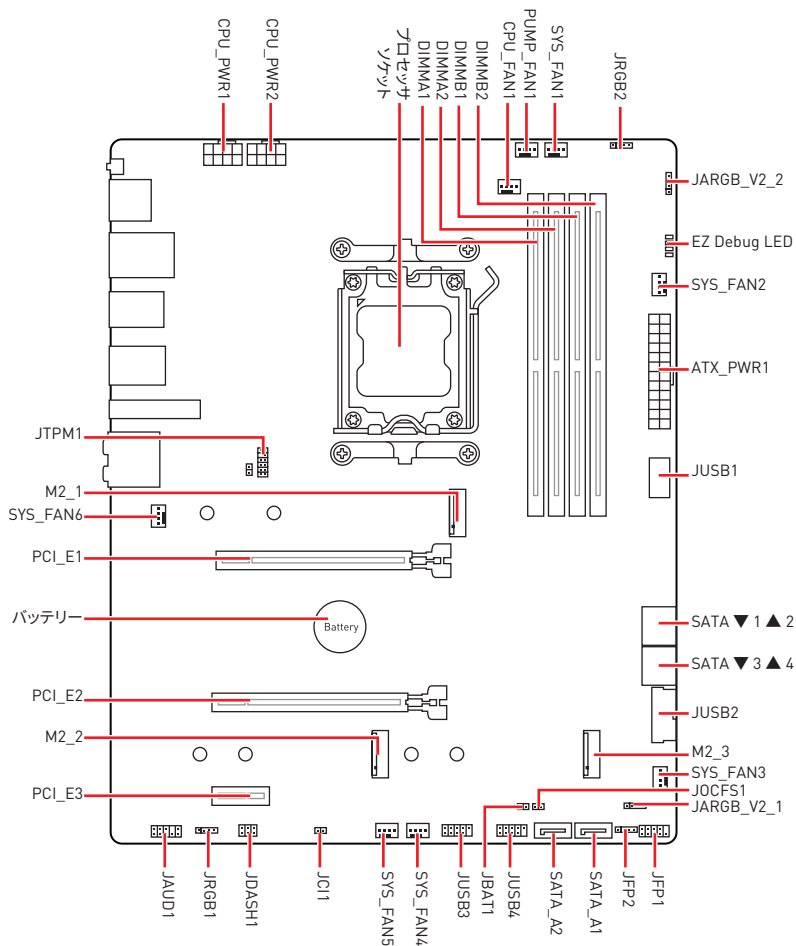 CPU_PWR1
CPU_PWR2
プロセッサ
ソケット
DIMMA1
DIMMA2
DIMMB1
DIMMB2
CPU_FAN1
PUMP_FAN1
SYS_FAN1
JRGB2
JARGB_V2_2
EZ Debug LED
SYS_FAN2
ATX_PWR1
JTPM1
JUSB1
M2_1
SYS_FAN6
PCI_E1
バッテリー
Battery
SATA ▼ 1 ▲ 2
SATA ▼ 3 ▲ 4
PCI_E2
JUSB2
M2_2
M2_3
SYS_FAN3
PCI_E3
JOCFS1
JARGB_V2_1
JAUD1
JRGB1
JDASH1
JCI1
SYS_FAN5
SYS_FAN4
JUSB3
JBAT1
JUSB4
SATA_A2
SATA_A1
JFP2
JFP1